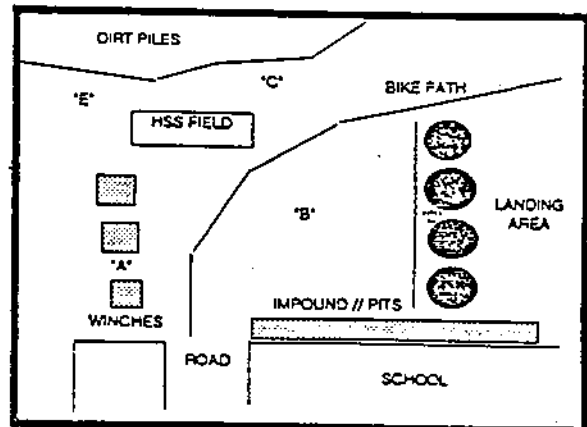 DIRT PILES
"C"
BIKE PATH
"E"
HSS FIELD
"B"
LANDING
AREA
"A"
WINCHES
IMPOUND // PITS
ROAD
SCHOOL